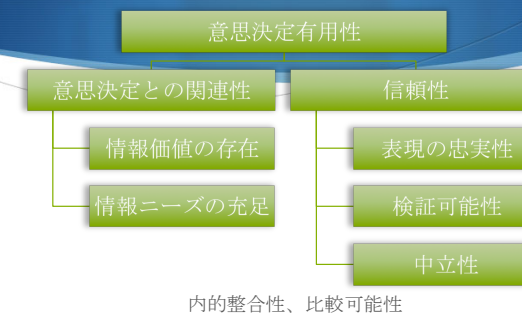 意思決定有用性
意思決定との関連性
信頼性
情報価値の存在
表現の忠実性
情報ニーズの充足
検証可能性
中立性
内的整合性、比較可能性